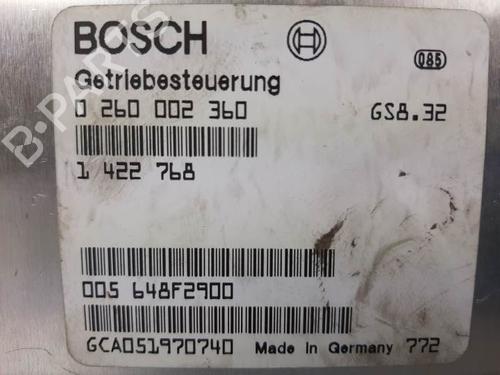 BOSCH
085
Getriebesteuerung
0 260 002 360 GS8.32
1 422 768
005 648F2900
GCA051970740 Made In Germany 772
B-PARTS